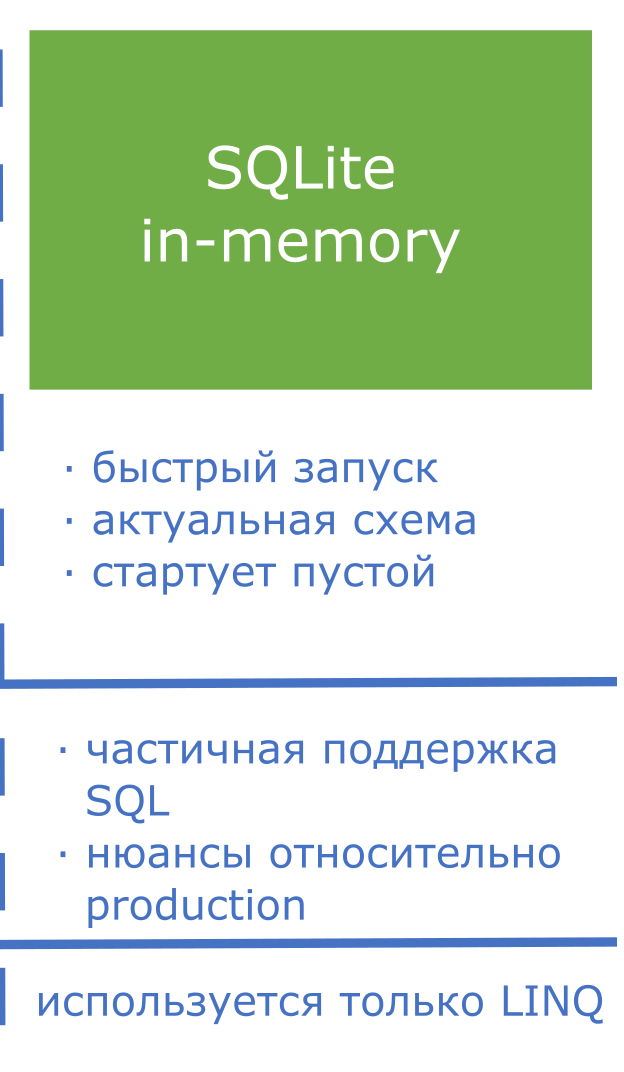 SQLite
in-memory
· быстрый запуск
· актуальная схема
· стартует пустой
· частичная поддержка
SQL
· нюансы относительно
production
используется только LINQ